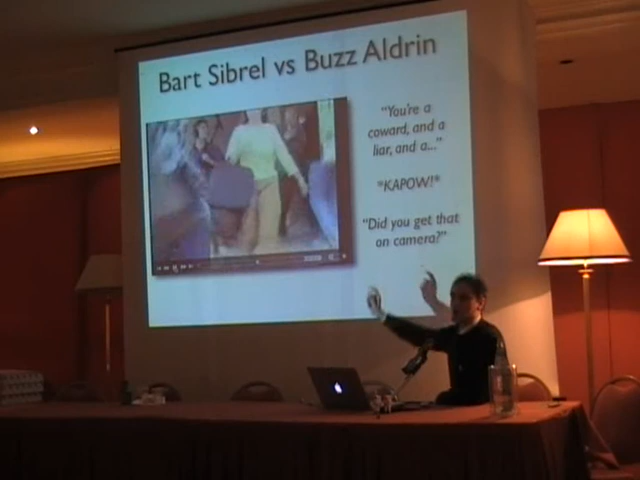 Bart Sibrel vs Buzz Aldrin
“You’re a
coward, and a
liar, and a...”
*KAPOW!*
“Did you get that
on camera?”